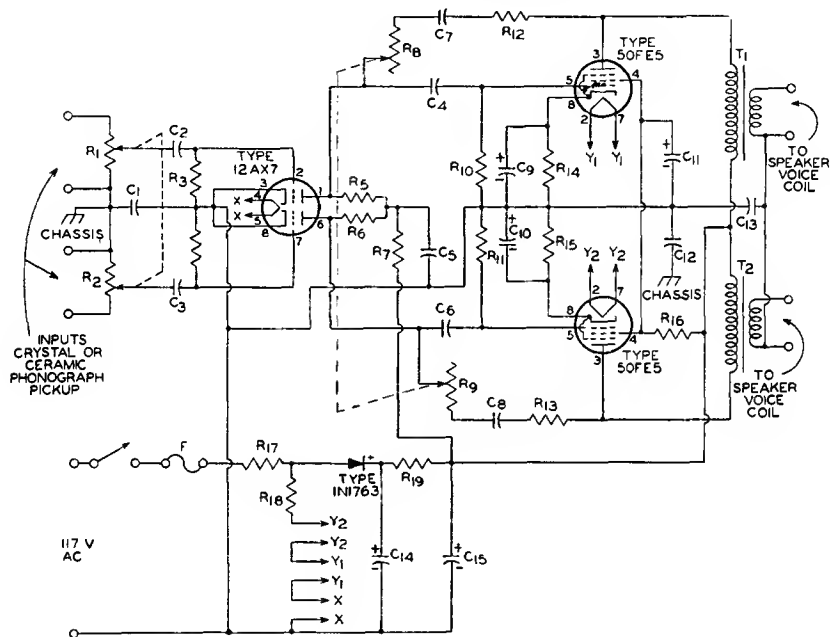 C7
R12
R8
TYPE
50FE5
3
5
4
8
2
7
Y1
Y1
T1
C4
C2
R1
R3
TYPE
12AX7
2
1
3
4
5
8
6
7
X
X
R5
R6
R10
C9
R14
C11
TO
SPEAKER
VOICE
COIL
C1
CHASSIS
R2
C3
R7
C5
R11
C10
R15
C13
C12
CHASSIS
Y2
Y2
2
7
8
5
4
3
C6
R16
T2
TYPE
50FE5
TO
SPEAKER
VOICE
COIL
INPUTS
CRYSTAL OR
CERAMIC
PHONOGRAPH
PICKUP
R9
C8
R13
F
R17
R18
TYPE
1N1763
+
R19
117 V
AC
Y2
Y2
Y1
Y1
X
X
C14
C15